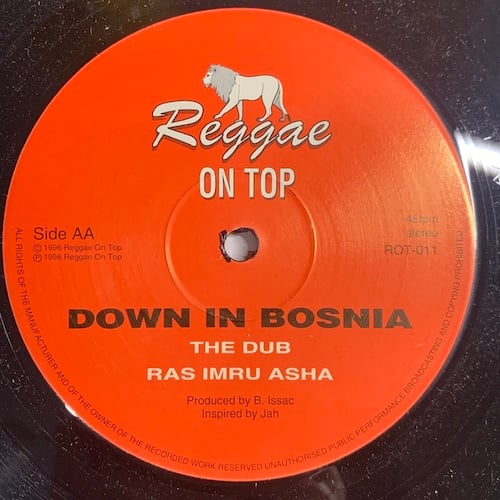 Reggae
ON TOP
Side AA
© 1996 Reggae On Top
℗ 1996 Reggae On Top
45rpm
stereo
ROT-011
DOWN IN BOSNIA
THE DUB
RAS IMRU ASHA
Produced by B. Issac
Inspired by Jah
ALL RIGHTS OF THE MANUFACTURER AND OF THE OWNER OF THE RECORDED WORK RESERVED UNAUTHORISED PUBLIC PERFORMANCE BROADCASTING AND COPYING PROHIBITED